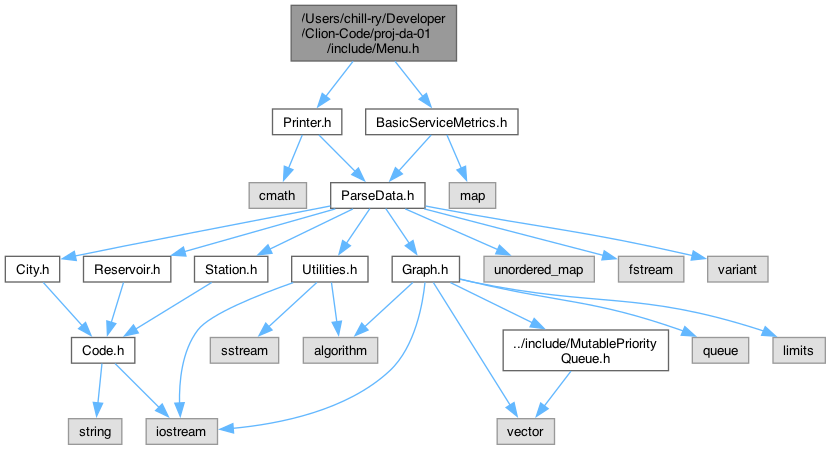 /Users/chill-ry/Developer
/Clion-Code/proj-da-01
/include/Menu.h
Printer.h
BasicServiceMetrics.h
cmath
ParseData.h
map
City.h
Reservoir.h
Station.h
Utilities.h
Graph.h
unordered_map
fstream
variant
Code.h
sstream
algorithm
../include/MutablePriority
Queue.h
queue
limits
string
iostream
vector